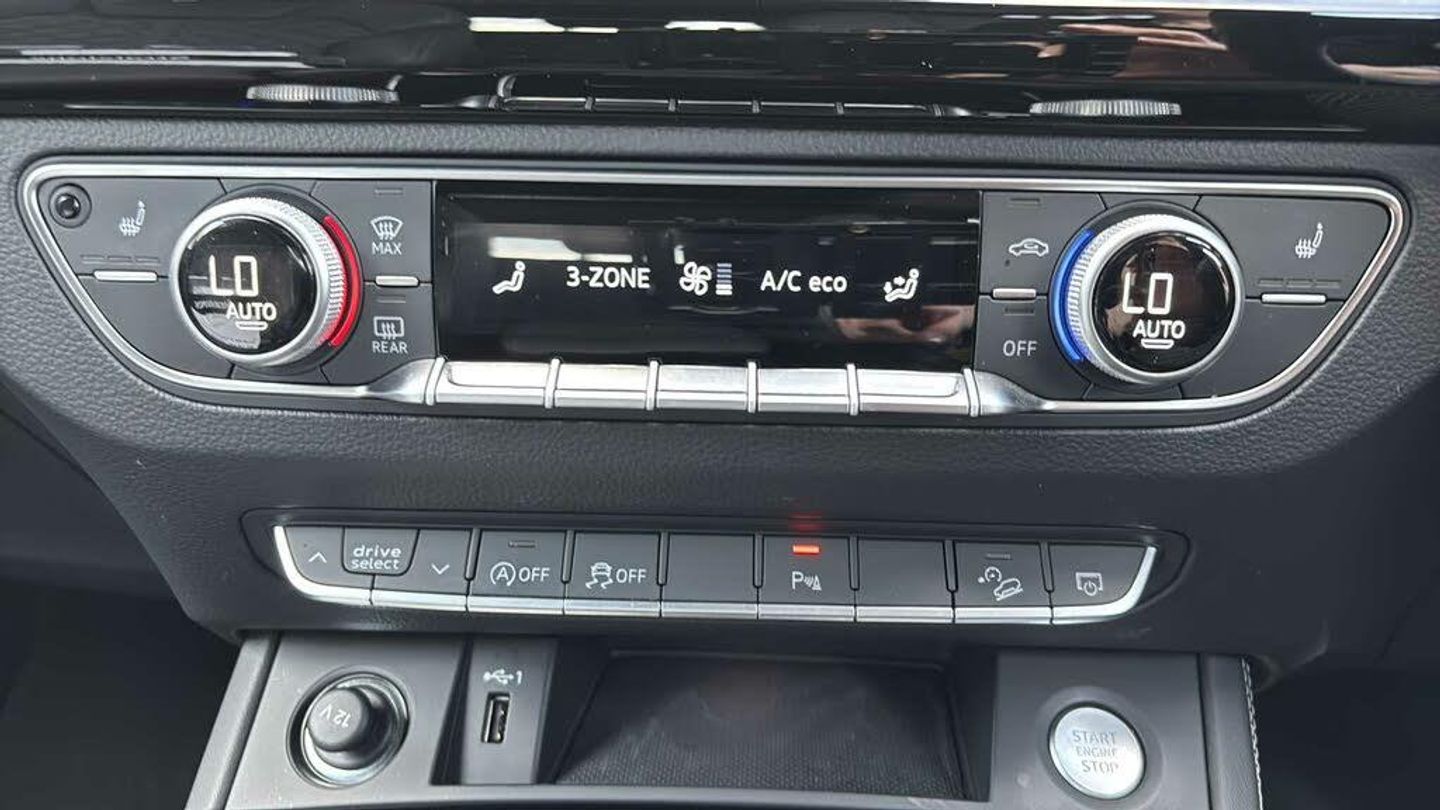 MAX
LO
AUTO
REAR
3-ZONE
A/C eco
OFF
LO
AUTO
drive
select
A OFF
OFF
P
12V
1
START
ENGINE
STOP